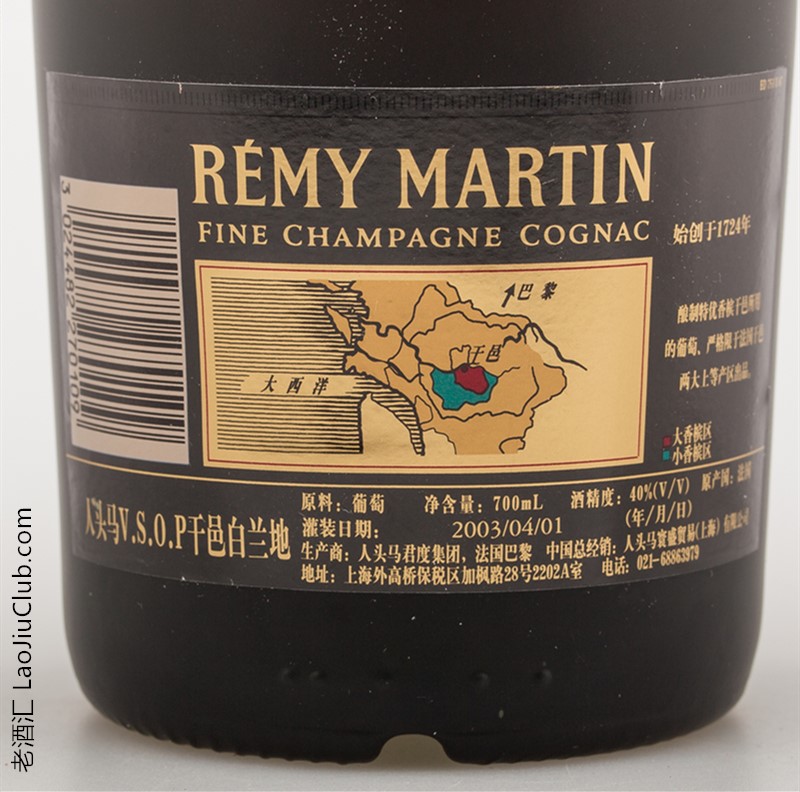 RÉMY MARTIN
FINE CHAMPAGNE COGNAC
始创于1724年
巴黎
干邑
大西洋
酿制特优香槟干邑所用
的葡萄、严格限于法国干邑
两大上等产区出品。
大香槟区
小香槟区
3 024482 270109
人头马V.S.O.P干邑白兰地
原料：葡萄 净含量：700mL 酒精度：40%(V/V) 原产国：法国
灌装日期： 2003/04/01 (年/月/日)
生产商：人头马君度集团，法国巴黎 中国总经销：人头马寰盛贸易(上海)有限公司
地址：上海外高桥保税区加枫路28号2202A室 电话：021-68863979
老酒汇 LaoJiuClub.com